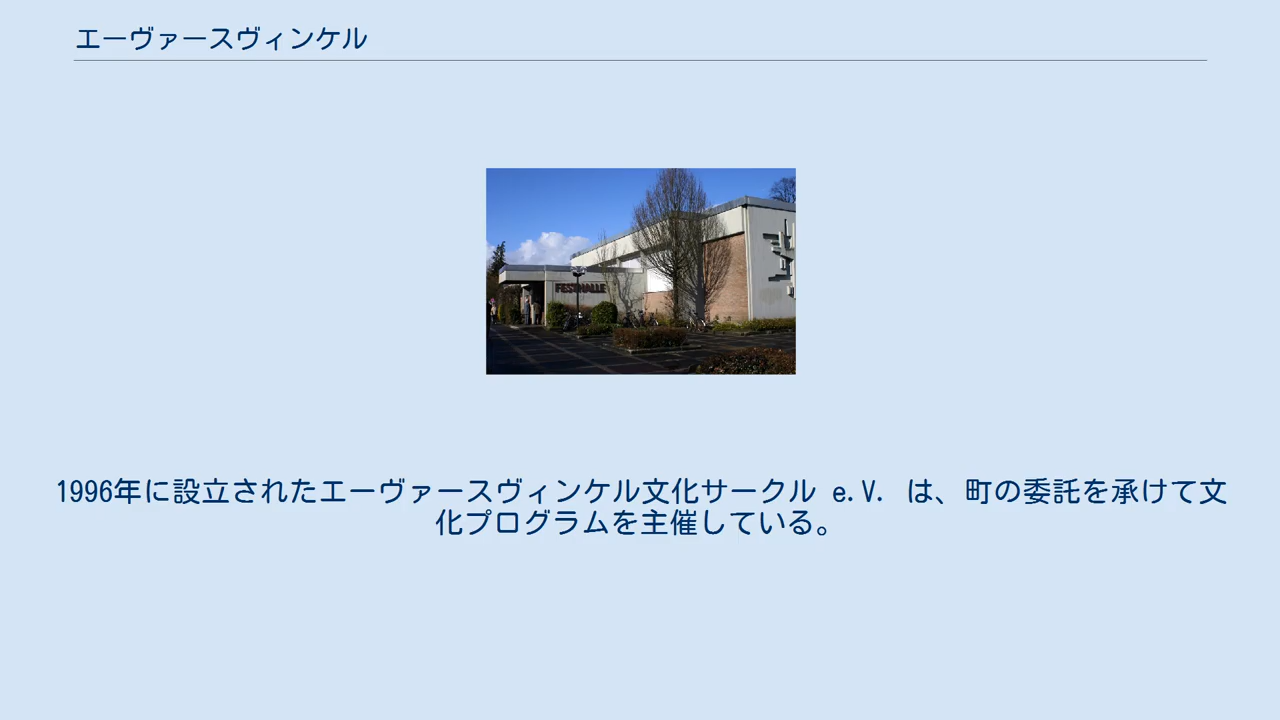 エーヴァースヴィンケル
FESTHALLE
1996年に設立されたエーヴァースヴィンケル文化サークル e.V. は、町の委託を承けて文
化プログラムを主催している。